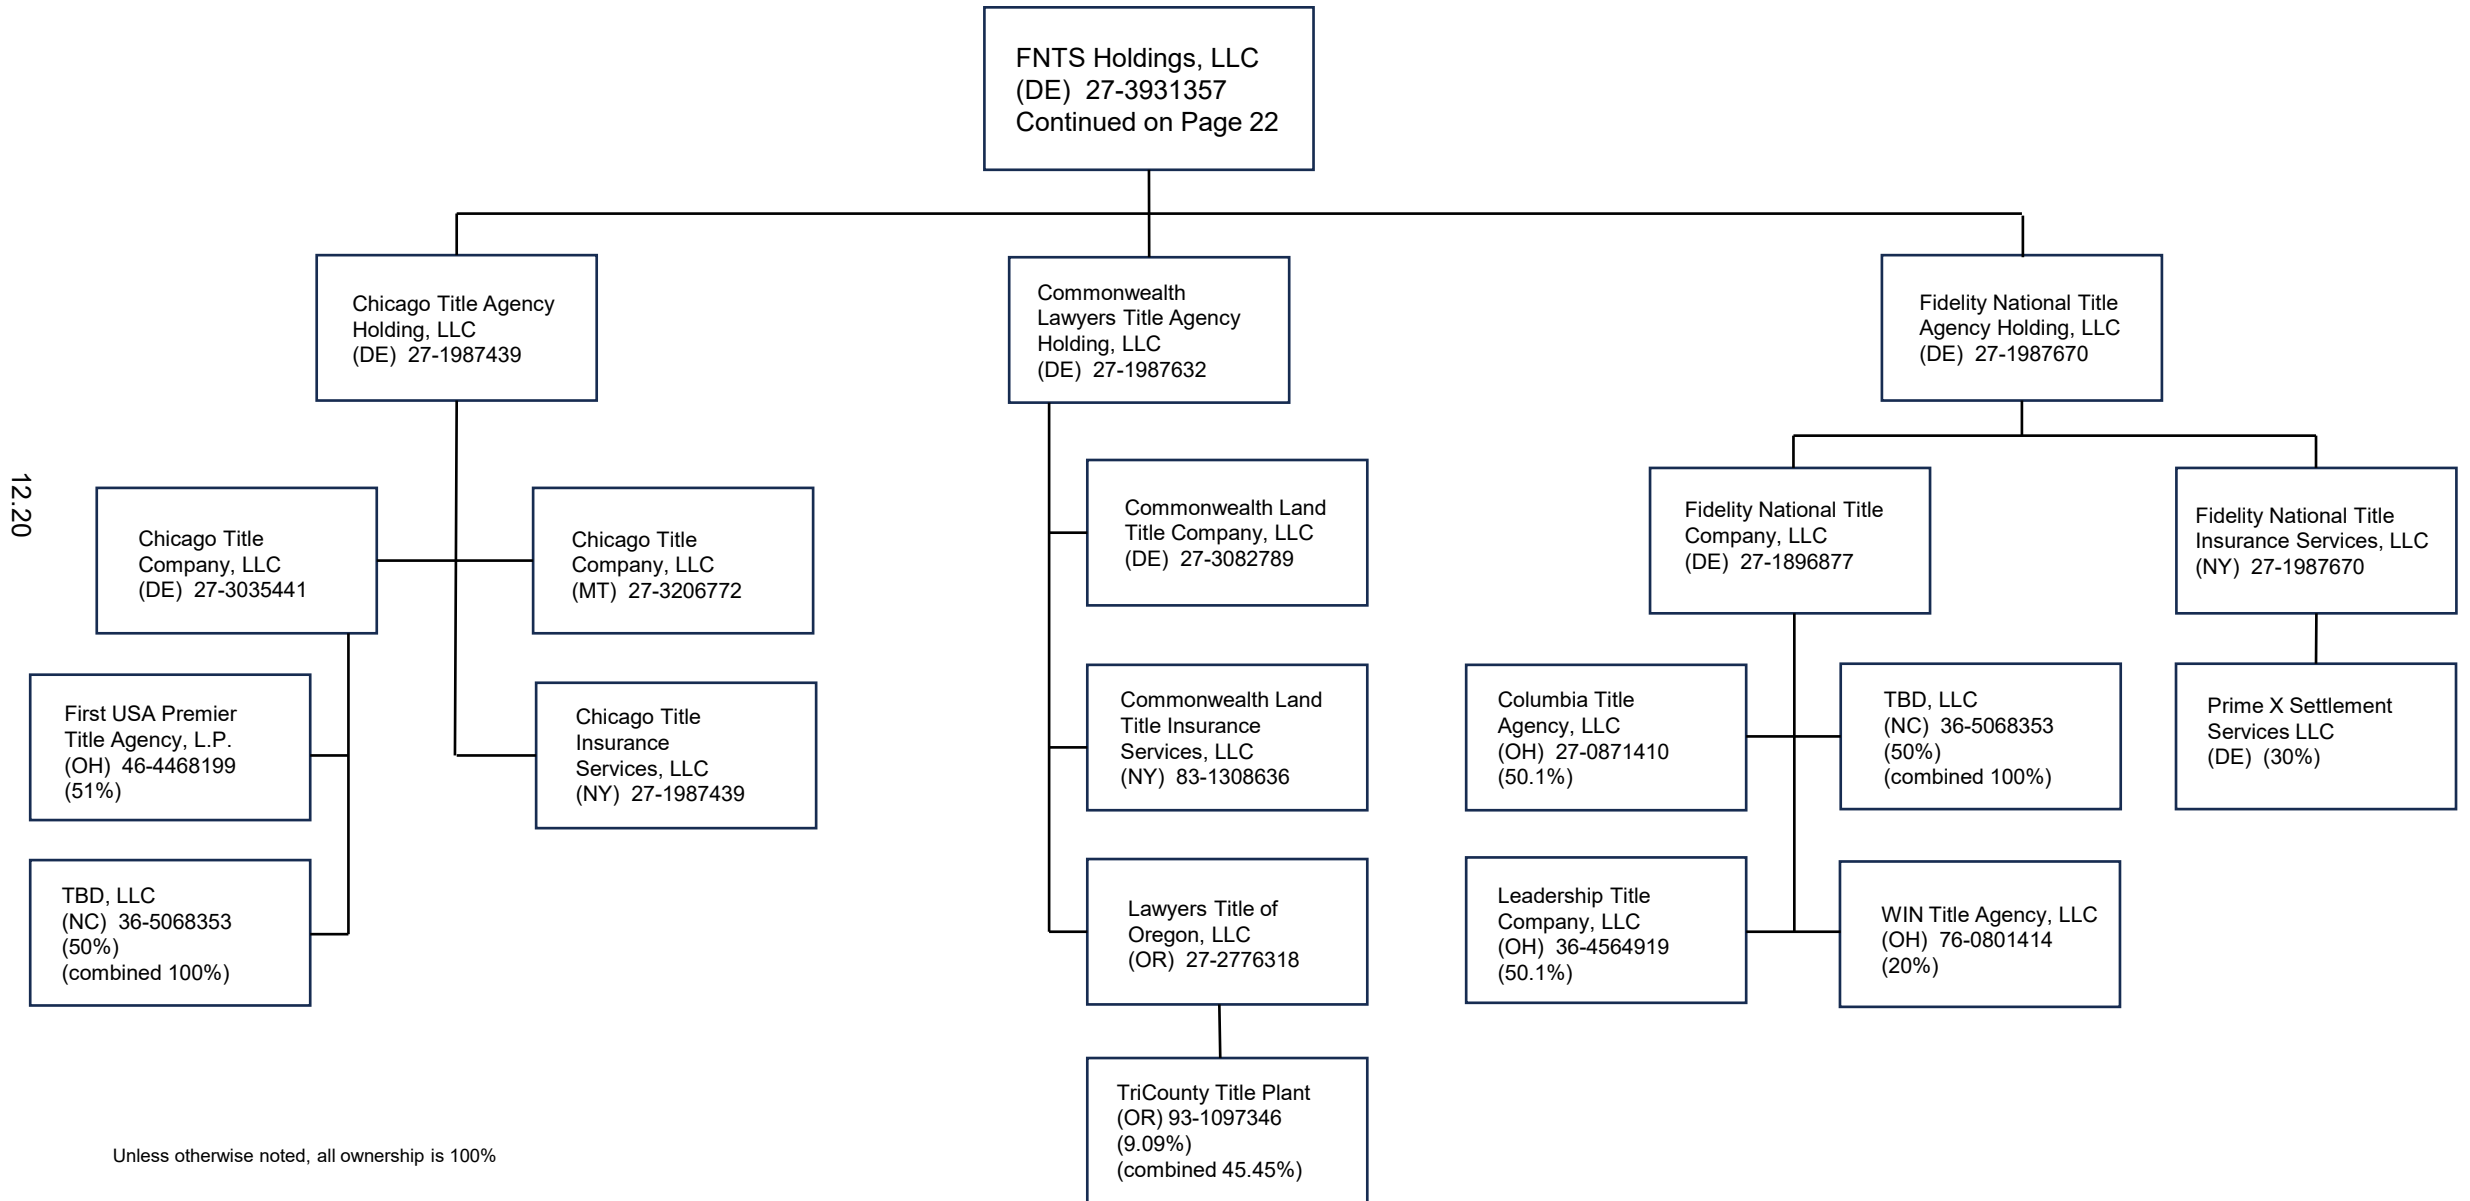 FNTS Holdings, LLC
(DE) 27-3931357
Continued on Page 22
Chicago Title Agency
Holding, LLC
(DE) 27-1987439
Commonwealth
Lawyers Title Agency
Holding, LLC
(DE) 27-1987632
Fidelity National Title
Agency Holding, LLC
(DE) 27-1987670
12.20
Chicago Title
Company, LLC
(DE) 27-3035441
Chicago Title
Company, LLC
(MT) 27-3206772
Commonwealth Land
Title Company, LLC
(DE) 27-3082789
Fidelity National Title
Company, LLC
(DE) 27-1896877
Fidelity National Title
Insurance Services, LLC
(NY) 27-1987670
First USA Premier
Title Agency, L.P.
(OH) 46-4468199
(51%)
Chicago Title
Insurance
Services, LLC
(NY) 27-1987439
Commonwealth Land
Title Insurance
Services, LLC
(NY) 83-1308636
Columbia Title
Agency, LLC
(OH) 27-0871410
(50.1%)
TBD, LLC
(NC) 36-5068353
(50%)
(combined 100%)
Prime X Settlement
Services LLC
(DE) (30%)
TBD, LLC
(NC) 36-5068353
(50%)
(combined 100%)
Lawyers Title of
Oregon, LLC
(OR) 27-2776318
Leadership Title
Company, LLC
(OH) 36-4564919
(50.1%)
WIN Title Agency, LLC
(OH) 76-0801414
(20%)
TriCounty Title Plant
(OR) 93-1097346
(9.09%)
(combined 45.45%)
Unless otherwise noted, all ownership is 100%